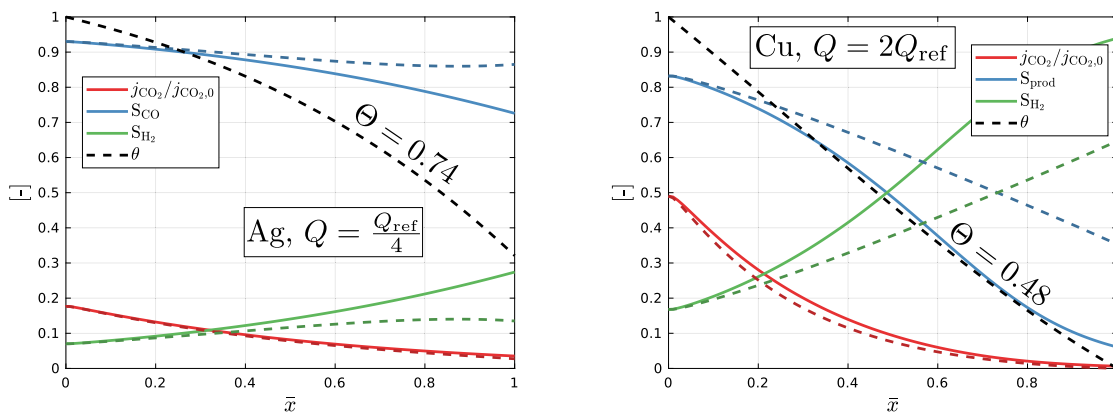 1
0.9
0.8
0.7
0.6
0.5
0.4
0.3
0.2
0.1
0
[-]
0
0.2
0.4
0.6
0.8
1
x̄
j_CO₂/j_CO₂,0
S_CO
S_H₂
θ
Θ = 0.74
Ag, Q = Q_ref/4
1
0.9
0.8
0.7
0.6
0.5
0.4
0.3
0.2
0.1
0
[-]
0
0.2
0.4
0.6
0.8
x̄
Cu, Q = 2Q_ref
j_CO₂/j_CO₂,0
S_prod
S_H₂
θ
Θ = 0.48